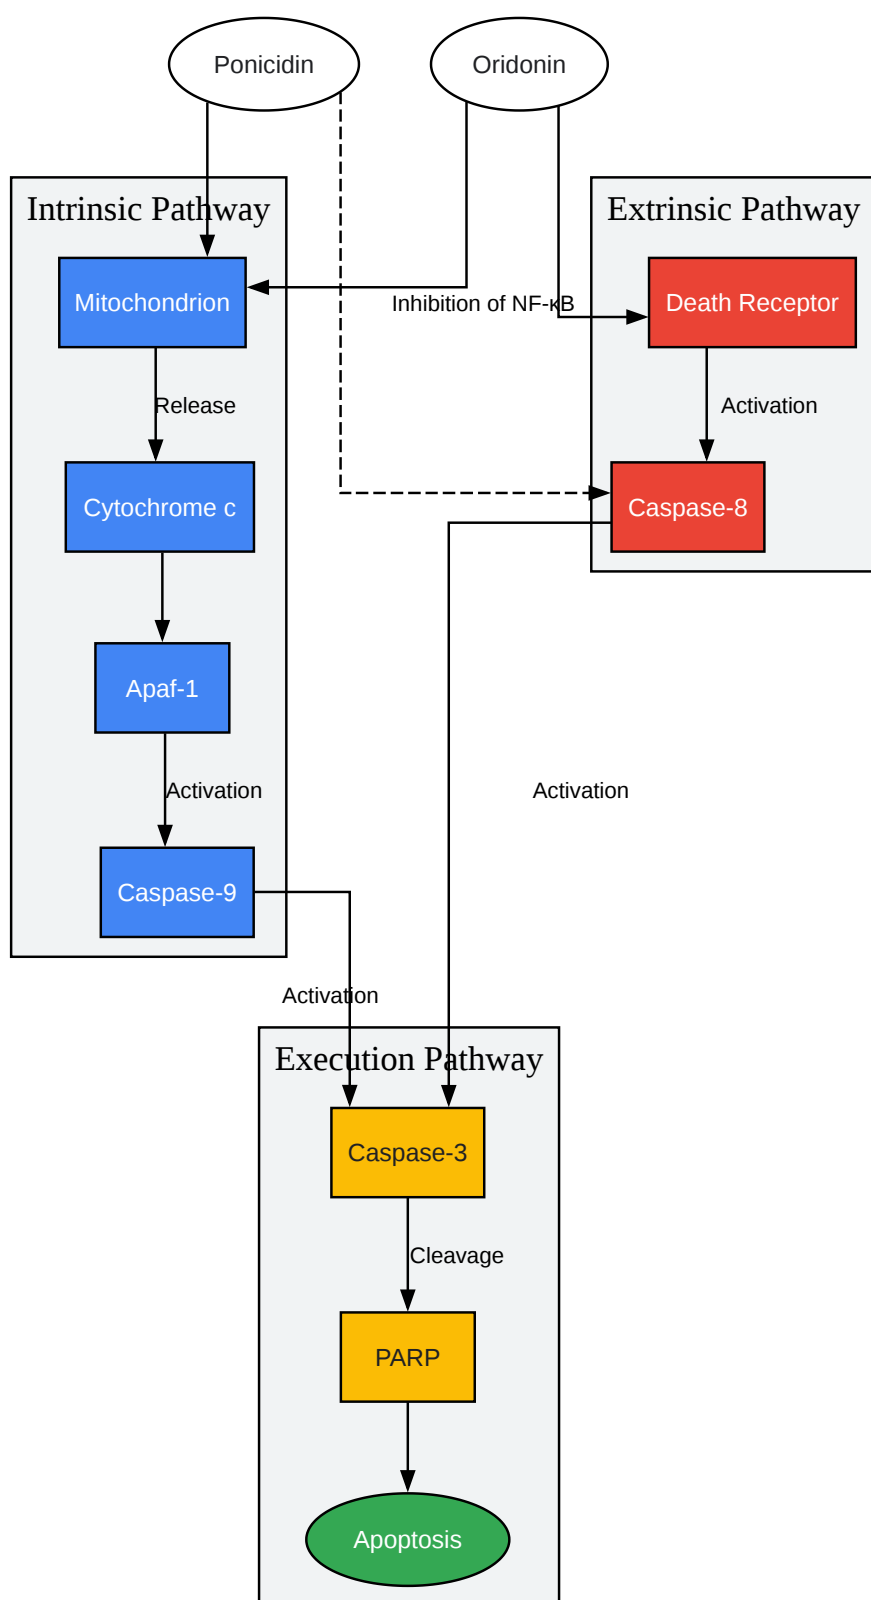 Ponicidin
Oridonin
Intrinsic Pathway
Extrinsic Pathway
Mitochondrion
Inhibition of NF-κB
Death Receptor
Release
Activation
Cytochrome c
Caspase-8
Apaf-1
Activation
Activation
Caspase-9
Activation
Execution Pathway
Caspase-3
Cleavage
PARP
Apoptosis